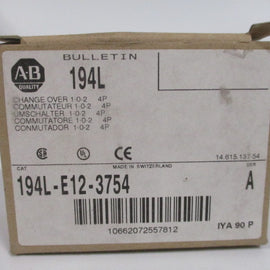 BULLETIN
A-B
QUALITY
194L
CHANGE OVER 1-0-2 4P
COMMUTATEUR 1-0-2 4P
UMSCHALTER 1-0-2 4P
COMMUTATORE 1-0-2 4P
CONMUTADOR 1-0-2 4P
14.815.137-54
MADE IN SWITZERLAND
CAT
SER
194L-E12-3754 A
IYA 90 P
10662072557812